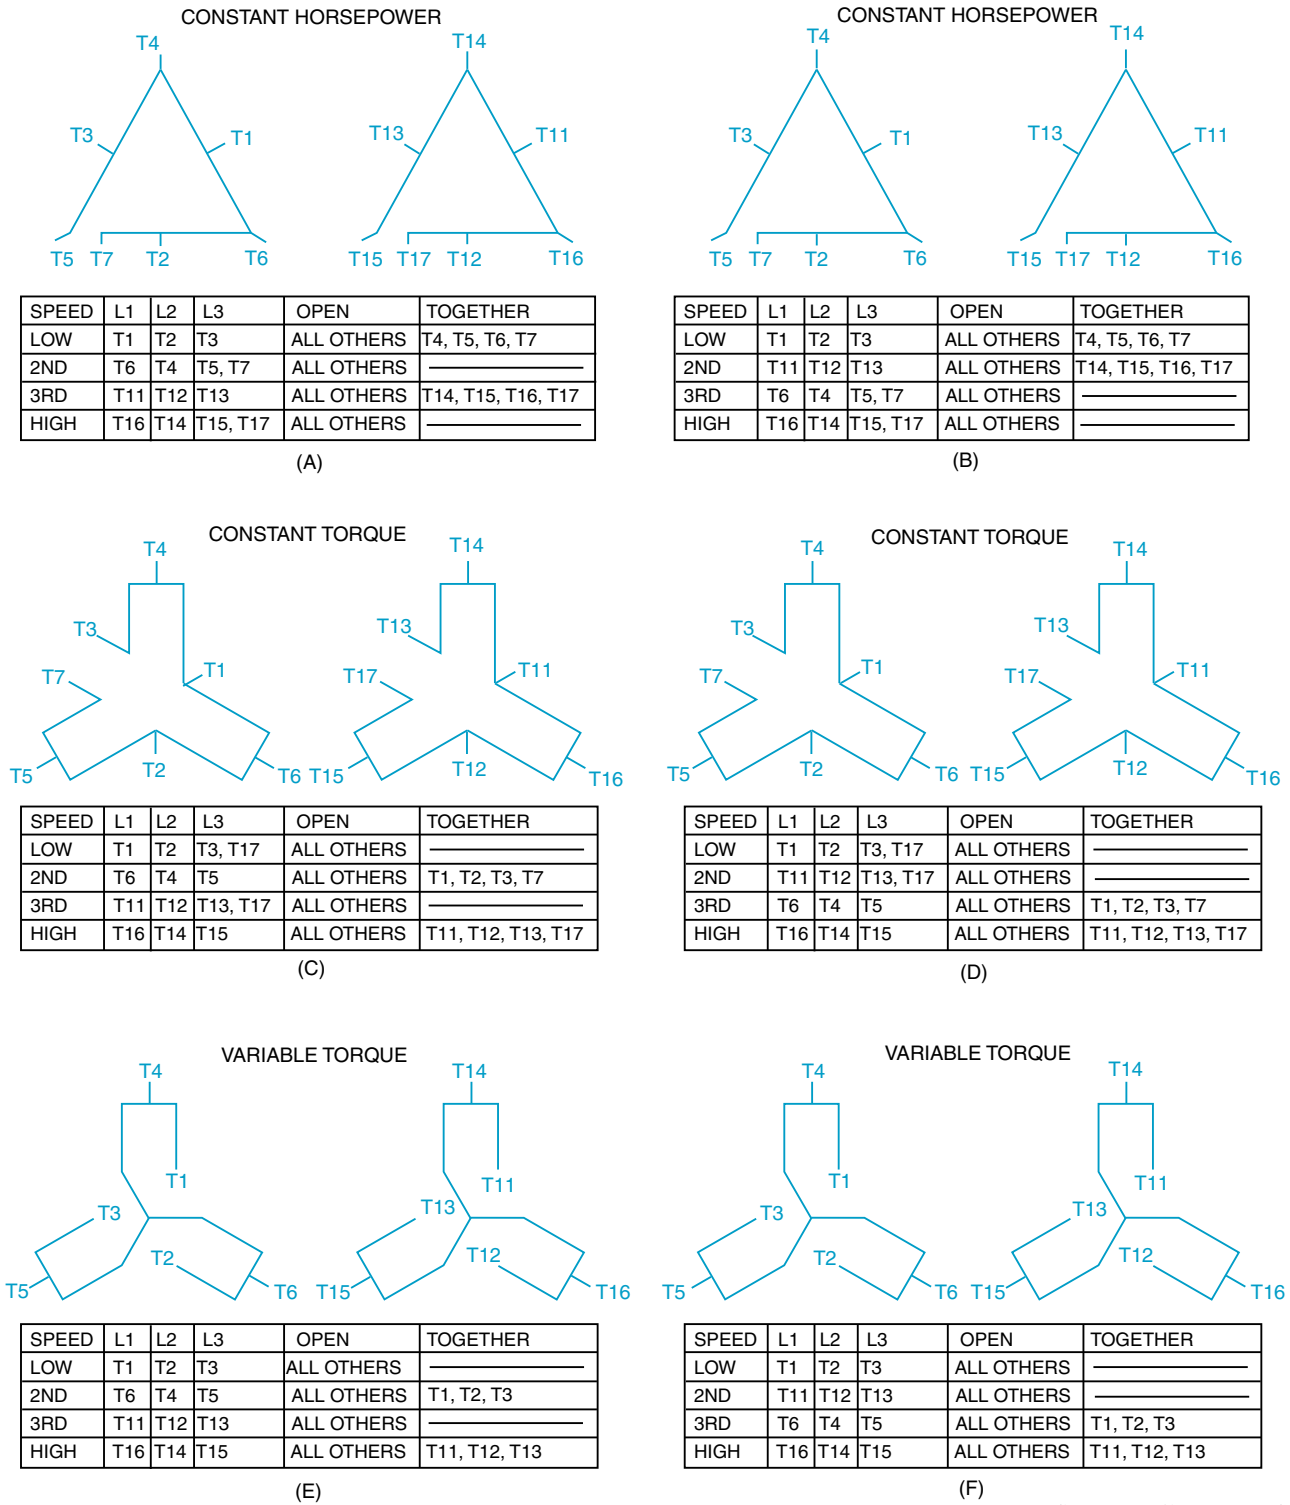 CONSTANT HORSEPOWER
T4
T14
T3
T1
T13
T11
T5 T7 T2 T6
T15 T17 T12 T16
SPEED L1 L2 L3 OPEN TOGETHER
LOW T1 T2 T3 ALL OTHERS T4, T5, T6, T7
2ND T6 T4 T5, T7 ALL OTHERS
3RD T11 T12 T13 ALL OTHERS T14, T15, T16, T17
HIGH T16 T14 T15, T17 ALL OTHERS
(A)
CONSTANT HORSEPOWER
T4
T14
T3
T1
T13
T11
T5 T7 T2 T6
T15 T17 T12 T16
SPEED L1 L2 L3 OPEN TOGETHER
LOW T1 T2 T3 ALL OTHERS T4, T5, T6, T7
2ND T11 T12 T13 ALL OTHERS T14, T15, T16, T17
3RD T6 T4 T5, T7 ALL OTHERS
HIGH T16 T14 T15, T17 ALL OTHERS
(B)
CONSTANT TORQUE
T4
T14
T3
T13
T7
T1
T17
T11
T5
T2
T6
T15
T12
T16
SPEED L1 L2 L3 OPEN TOGETHER
LOW T1 T2 T3, T17 ALL OTHERS
2ND T6 T4 T5 ALL OTHERS T1, T2, T3, T7
3RD T11 T12 T13, T17 ALL OTHERS
HIGH T16 T14 T15 ALL OTHERS T11, T12, T13, T17
(C)
CONSTANT TORQUE
T4
T14
T3
T13
T7
T1
T17
T11
T5
T2
T6
T15
T12
T16
SPEED L1 L2 L3 OPEN TOGETHER
LOW T1 T2 T3, T17 ALL OTHERS
2ND T11 T12 T13, T17 ALL OTHERS
3RD T6 T4 T5 ALL OTHERS T1, T2, T3, T7
HIGH T16 T14 T15 ALL OTHERS T11, T12, T13, T17
(D)
VARIABLE TORQUE
T4
T14
T1
T11
T3
T13
T2
T12
T5
T6
T15
T16
SPEED L1 L2 L3 OPEN TOGETHER
LOW T1 T2 T3 ALL OTHERS
2ND T6 T4 T5 ALL OTHERS T1, T2, T3
3RD T11 T12 T13 ALL OTHERS
HIGH T16 T14 T15 ALL OTHERS T11, T12, T13
(E)
VARIABLE TORQUE
T4
T14
T1
T11
T3
T13
T2
T12
T5
T6
T15
T16
SPEED L1 L2 L3 OPEN TOGETHER
LOW T1 T2 T3 ALL OTHERS
2ND T11 T12 T13 ALL OTHERS
3RD T6 T4 T5 ALL OTHERS T1, T2, T3
HIGH T16 T14 T15 ALL OTHERS T11, T12, T13
(F)